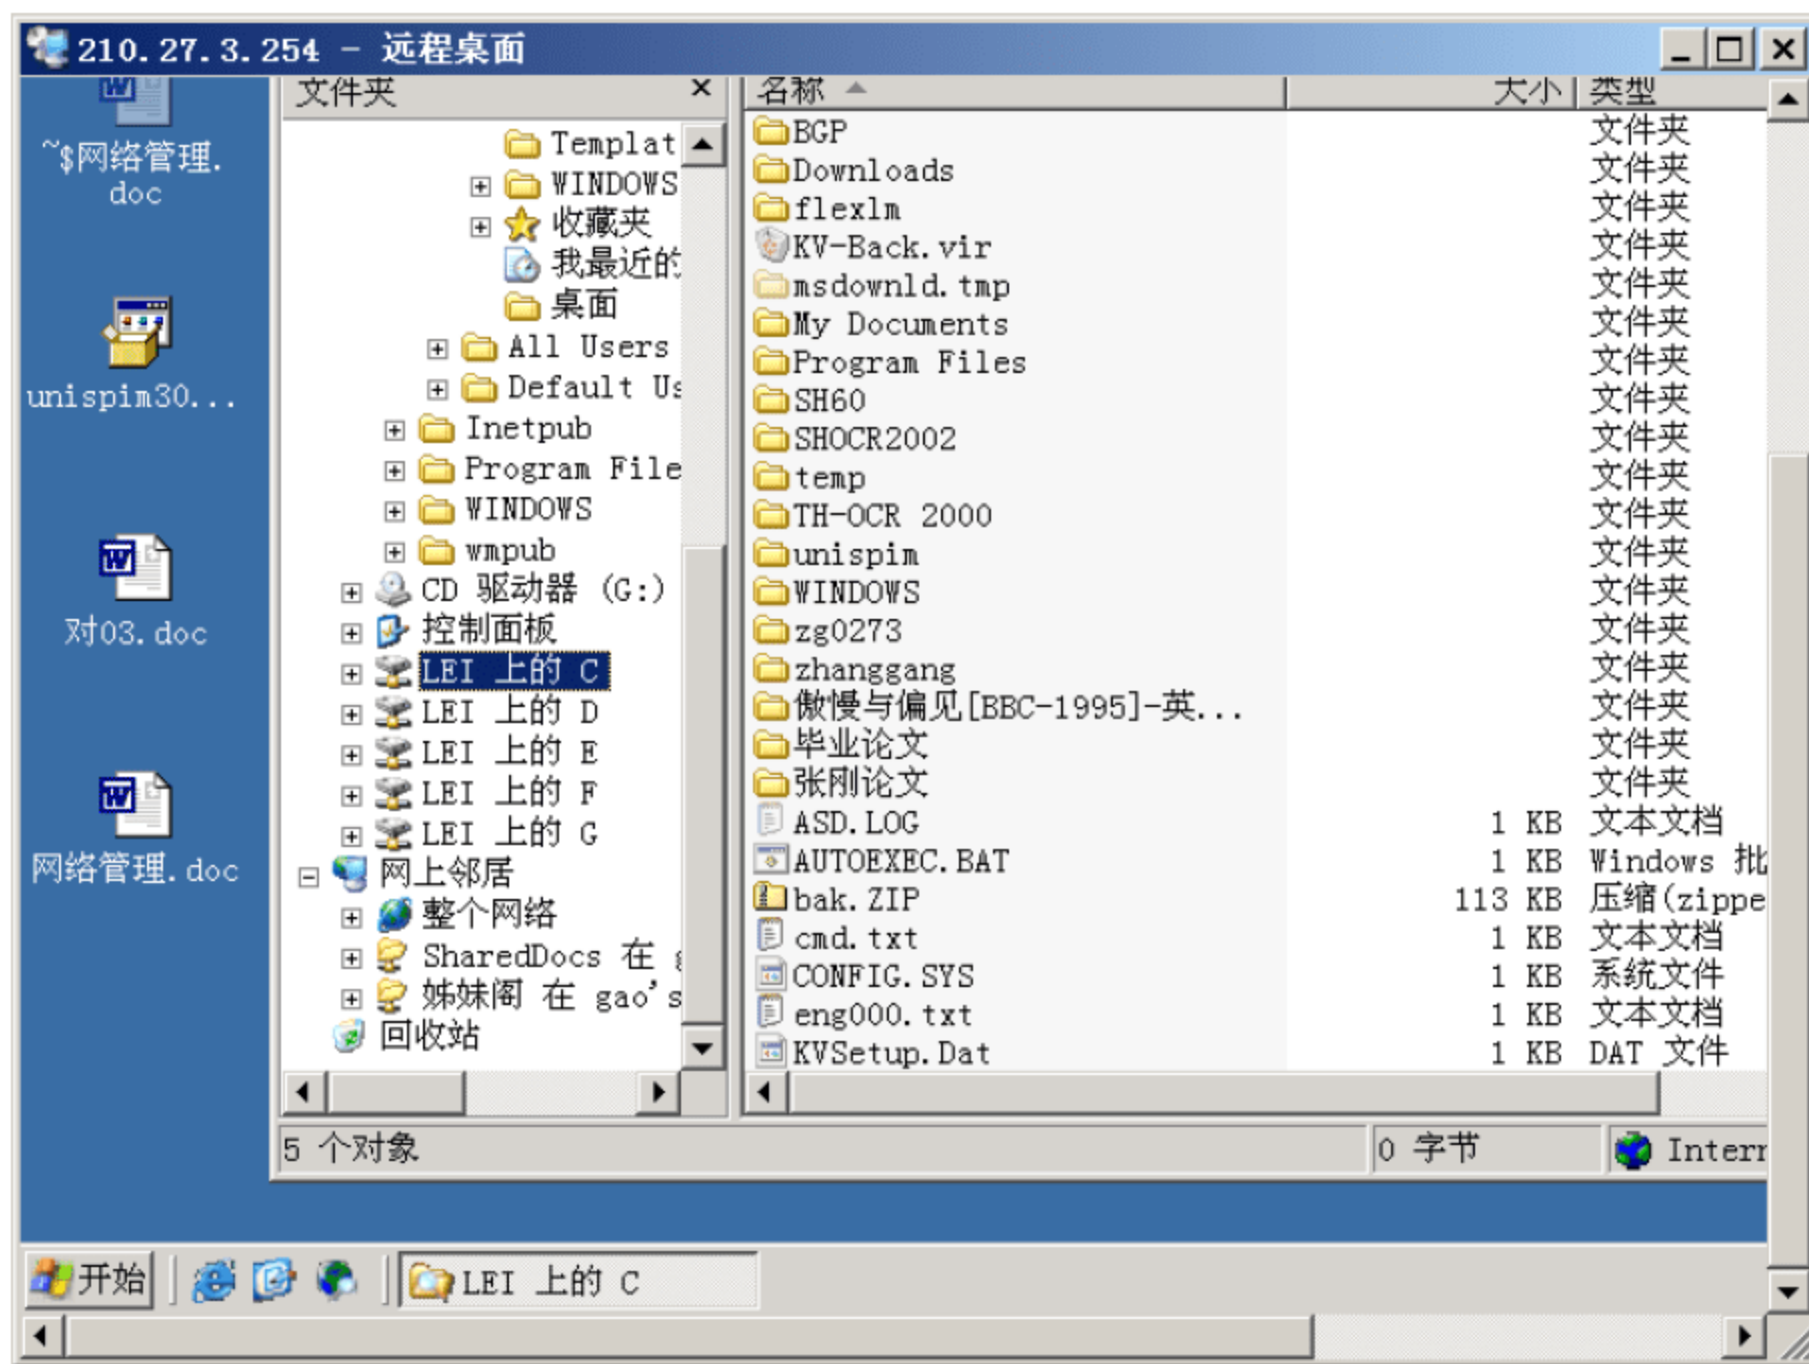 210.27.3.254 - 远程桌面
~$网络管理.
doc
unispim30...
对03.doc
网络管理.doc
文件夹
Templat
WINDOWS
收藏夹
我最近的
桌面
All Users
Default Us
Inetpub
Program File
WINDOWS
wmpub
CD 驱动器 (G:)
控制面板
LEI 上的 C
LEI 上的 D
LEI 上的 E
LEI 上的 F
LEI 上的 G
网上邻居
整个网络
SharedDocs 在 g
姊妹阁 在 gao's
回收站
名称 大小 类型
BGP 文件夹
Downloads 文件夹
flexlm 文件夹
KV-Back.vir 文件夹
msdownld.tmp 文件夹
My Documents 文件夹
Program Files 文件夹
SH60 文件夹
SHOCR2002 文件夹
temp 文件夹
TH-OCR 2000 文件夹
unispim 文件夹
WINDOWS 文件夹
zg0273 文件夹
zhanggang 文件夹
傲慢与偏见[BBC-1995]-英... 文件夹
毕业论文 文件夹
张刚论文 文件夹
ASD.LOG 1 KB 文本文档
AUTOEXEC.BAT 1 KB Windows 批
bak.ZIP 113 KB 压缩(zippe
cmd.txt 1 KB 文本文档
CONFIG.SYS 1 KB 系统文件
eng000.txt 1 KB 文本文档
KVSetup.Dat 1 KB DAT 文件
5 个对象 0 字节 Intern
开始 LEI 上的 C